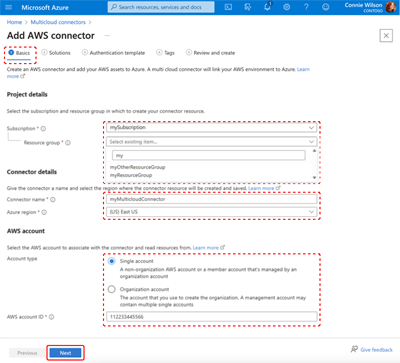 Microsoft Azure
Search resources, services and docs
Connie Wilson
CONTOSO
Home > Multicloud connectors >
Add AWS connector
Basics
Solutions
Authentication template
Tags
Review and create
Create an AWS connector and add your AWS assets to Azure. A multi cloud connector will link your AWS environment to Azure. Learn
more
Project details
Select the subscription and resource group in which to create your connector resource.
Subscription *
mySubscription
Resource group *
Select existing item...
my
myOtherResourceGroup
myResourceGroup
Connector details
Give the connector a name and select the region where the connector resource will be created and saved. Learn more
Connector name *
myMulticloudConnector
Azure region *
(US) East US
AWS account
Select the AWS account to associate with the connector and read resources from. Learn more
Account type
Single account
A non-organization AWS account or a member account that's managed by an
organization account
Organization account
The account that you use to create the organization. A management account may
contain multiple single accounts
AWS account ID *
112233445566
Previous
Next
Give feedback